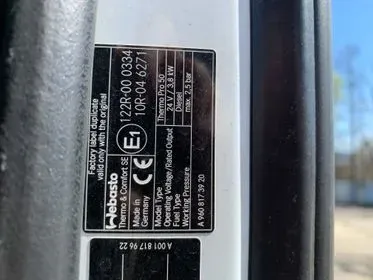 Factory label duplicate
valid only with the original
E1
122R-00 0334
10R-04 6271
Webasto
Thermo & Comfort SE
Made in
Germany
Model Type Thermo Pro 50
Operating Voltage/Rated Output 24 V / 3,8 kW
Fuel Type Diesel
Working Pressure max. 2,5 bar
A 960 817 39 20
A 001 817 96 22